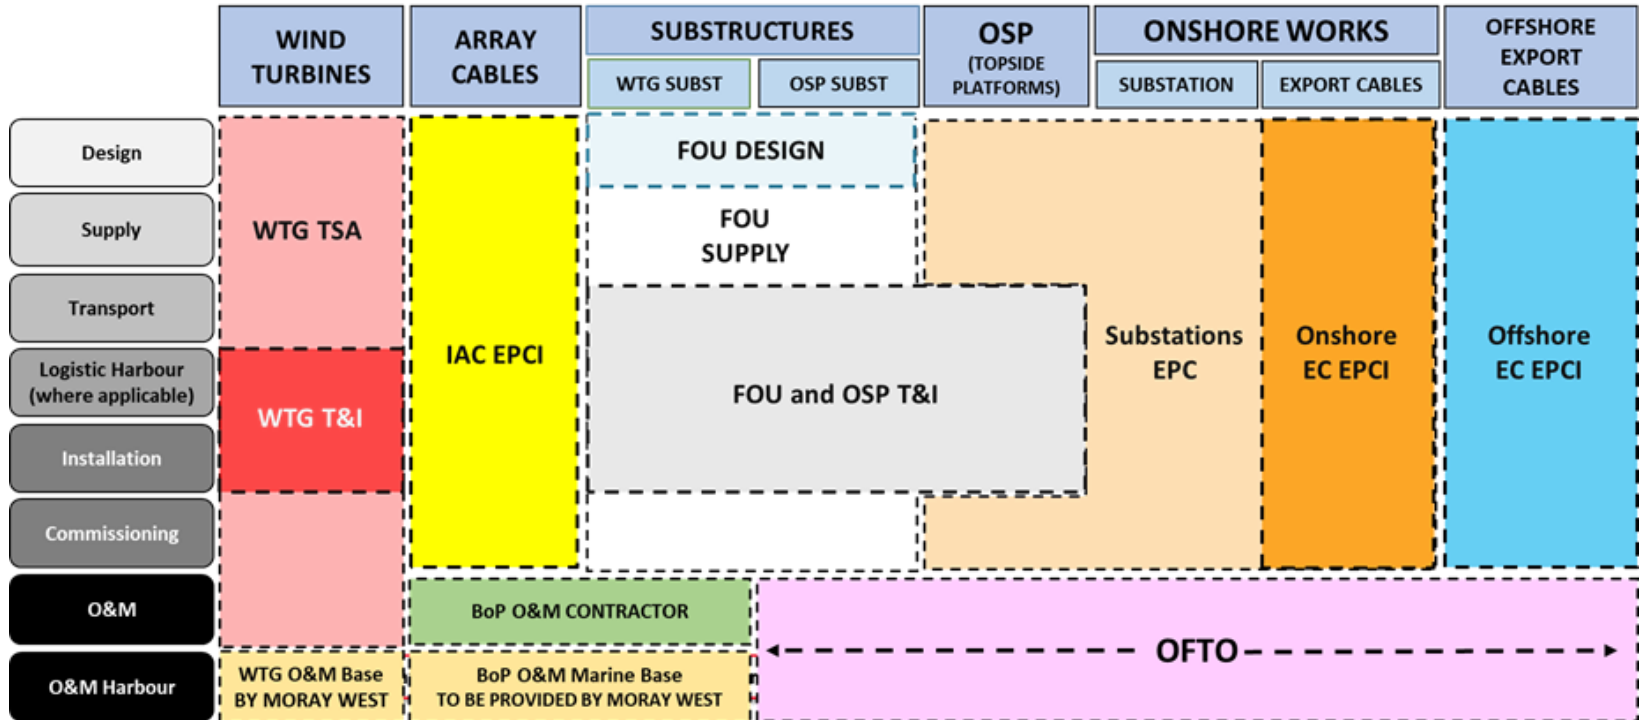 WIND
TURBINES
ARRAY
CABLES
SUBSTRUCTURES
WTG SUBST
OSP SUBST
OSP
(TOPSIDE
PLATFORMS)
ONSHORE WORKS
SUBSTATION
EXPORT CABLES
OFFSHORE
EXPORT
CABLES
Design
Supply
Transport
Logistic Harbour
(where applicable)
Installation
Commissioning
O&M
O&M Harbour
WTG TSA
WTG T&I
IAC EPCI
FOU DESIGN
FOU
SUPPLY
FOU and OSP T&I
Substations
EPC
Onshore
EC EPCI
Offshore
EC EPCI
BoP O&M CONTRACTOR
OFTO
WTG O&M Base
BY MORAY WEST
BoP O&M Marine Base
TO BE PROVIDED BY MORAY WEST